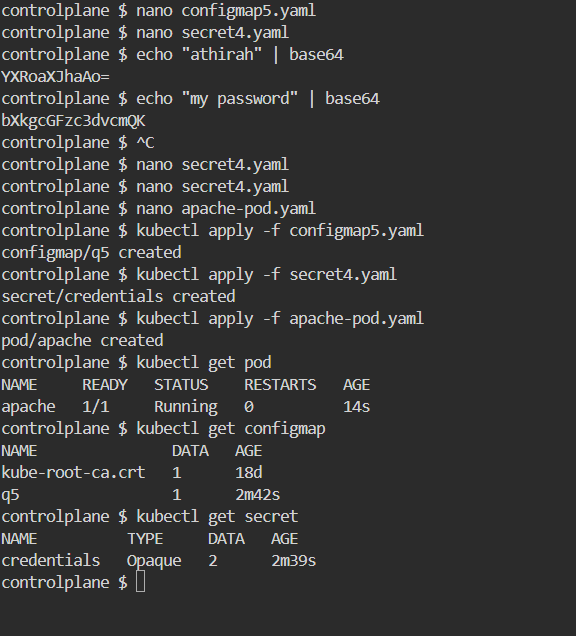 controlplane $ nano configmap5.yaml
controlplane $ nano secret4.yaml
controlplane $ echo "athirah" | base64
YXRoaXJhaAo=
controlplane $ echo "my password" | base64
bXkgcGFzc3dvcmQK
controlplane $ ^C
controlplane $ nano secret4.yaml
controlplane $ nano secret4.yaml
controlplane $ nano apache-pod.yaml
controlplane $ kubectl apply -f configmap5.yaml
configmap/q5 created
controlplane $ kubectl apply -f secret4.yaml
secret/credentials created
controlplane $ kubectl apply -f apache-pod.yaml
pod/apache created
controlplane $ kubectl get pod
NAME     READY   STATUS    RESTARTS   AGE
apache   1/1     Running   0          14s
controlplane $ kubectl get configmap
NAME               DATA   AGE
kube-root-ca.crt   1      18d
q5                 1      2m42s
controlplane $ kubectl get secret
NAME          TYPE     DATA   AGE
credentials   Opaque   2      2m39s
controlplane $